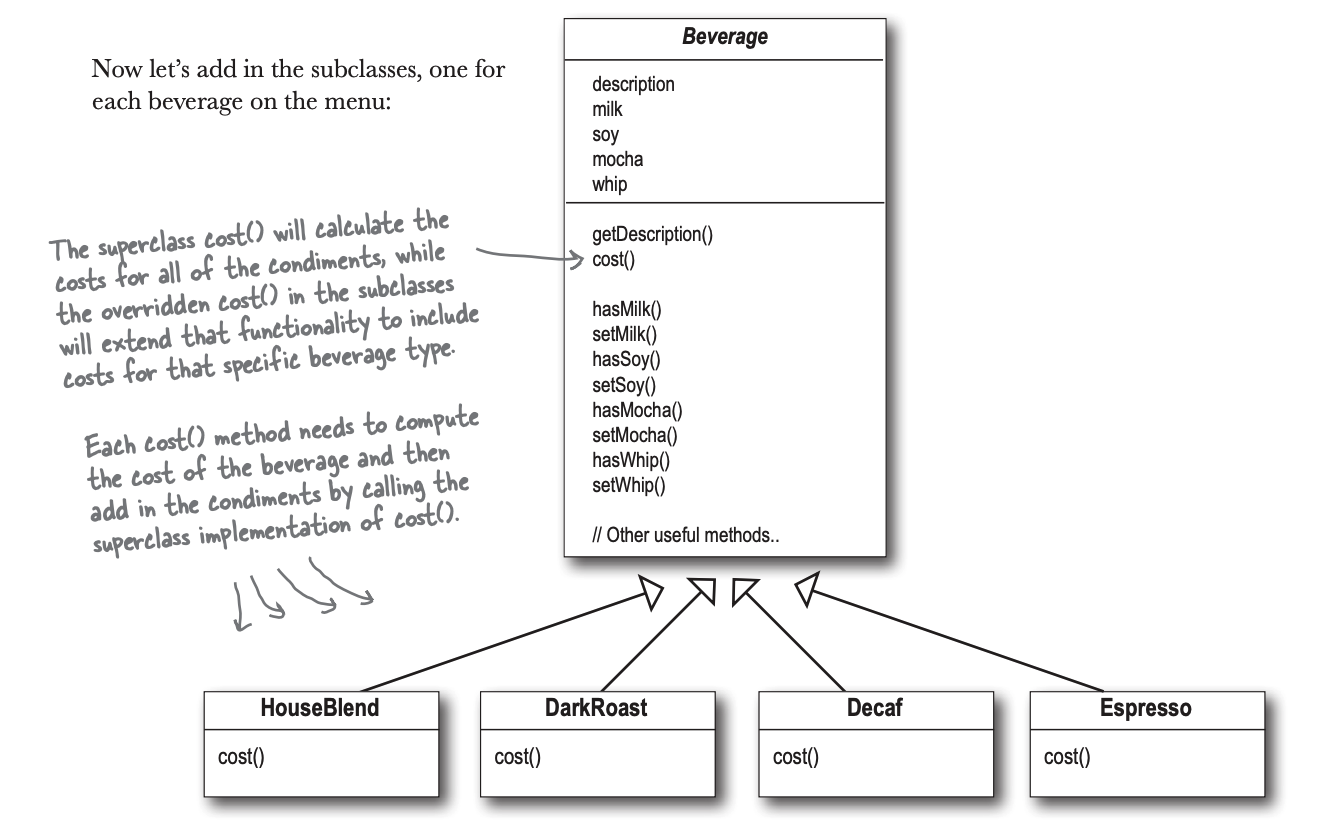 Now let's add in the subclasses, one for
each beverage on the menu:
The superclass cost() will calculate the
costs for all of the condiments, while
the overridden cost() in the subclasses
will extend that functionality to include
costs for that specific beverage type.
Each cost() method needs to compute
the cost of the beverage and then
add in the condiments by calling the
superclass implementation of cost().
Beverage
description
milk
soy
mocha
whip
getDescription()
cost()
hasMilk()
setMilk()
hasSoy()
setSoy()
hasMocha()
setMocha()
hasWhip()
setWhip()
// Other useful methods..
HouseBlend
cost()
DarkRoast
cost()
Decaf
cost()
Espresso
cost()